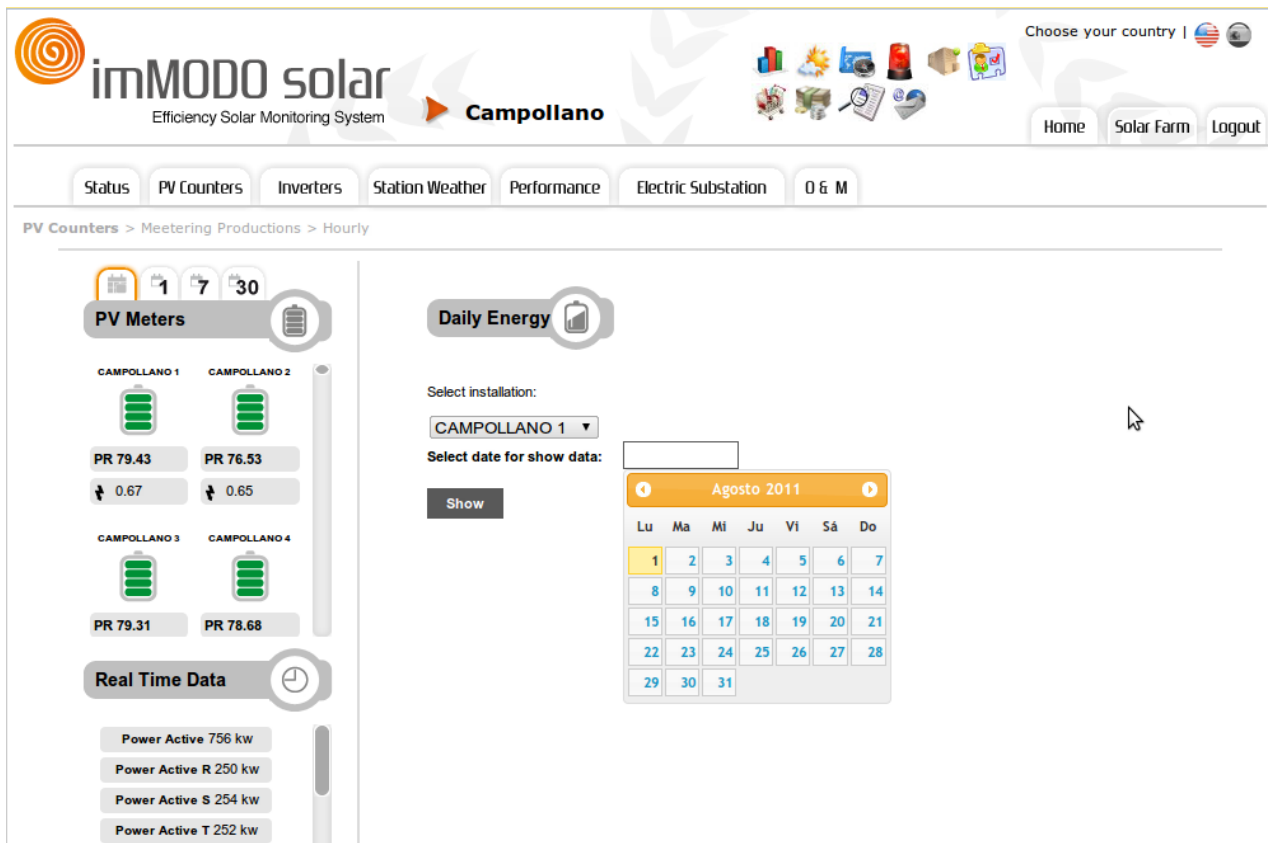 Choose your country |
imMODO solar
Efficiency Solar Monitoring System
Campollano
Home Solar Farm Logout
Status PV Counters Inverters Station Weather Performance Electric Substation O & M
PV Counters > Meetering Productions > Hourly
1 7 30
PV Meters
CAMPOLLANO 1 CAMPOLLANO 2
PR 79.43 PR 76.53
0.67 0.65
CAMPOLLANO 3 CAMPOLLANO 4
PR 79.31 PR 78.68
Real Time Data
Power Active 756 kw
Power Active R 250 kw
Power Active S 254 kw
Power Active T 252 kw
Daily Energy
Select installation:
CAMPOLLANO 1
Select date for show data:
Show
Agosto 2011
Lu Ma Mi Ju Vi Sá Do
1 2 3 4 5 6 7
8 9 10 11 12 13 14
15 16 17 18 19 20 21
22 23 24 25 26 27 28
29 30 31